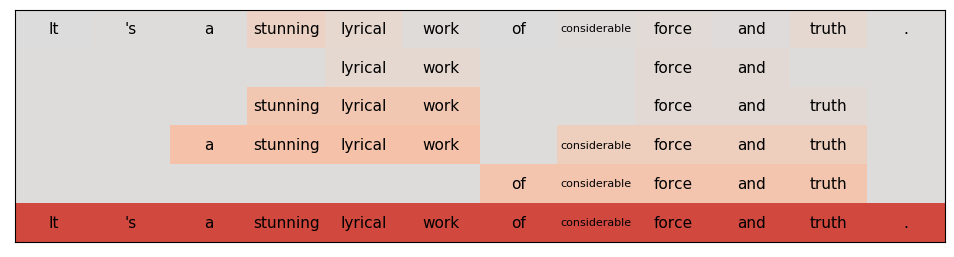 It 's a stunning lyrical work of considerable force and truth .
lyrical work force and
stunning lyrical work force and truth
a stunning lyrical work considerable force and truth
of considerable force and truth
It 's a stunning lyrical work of considerable force and truth .